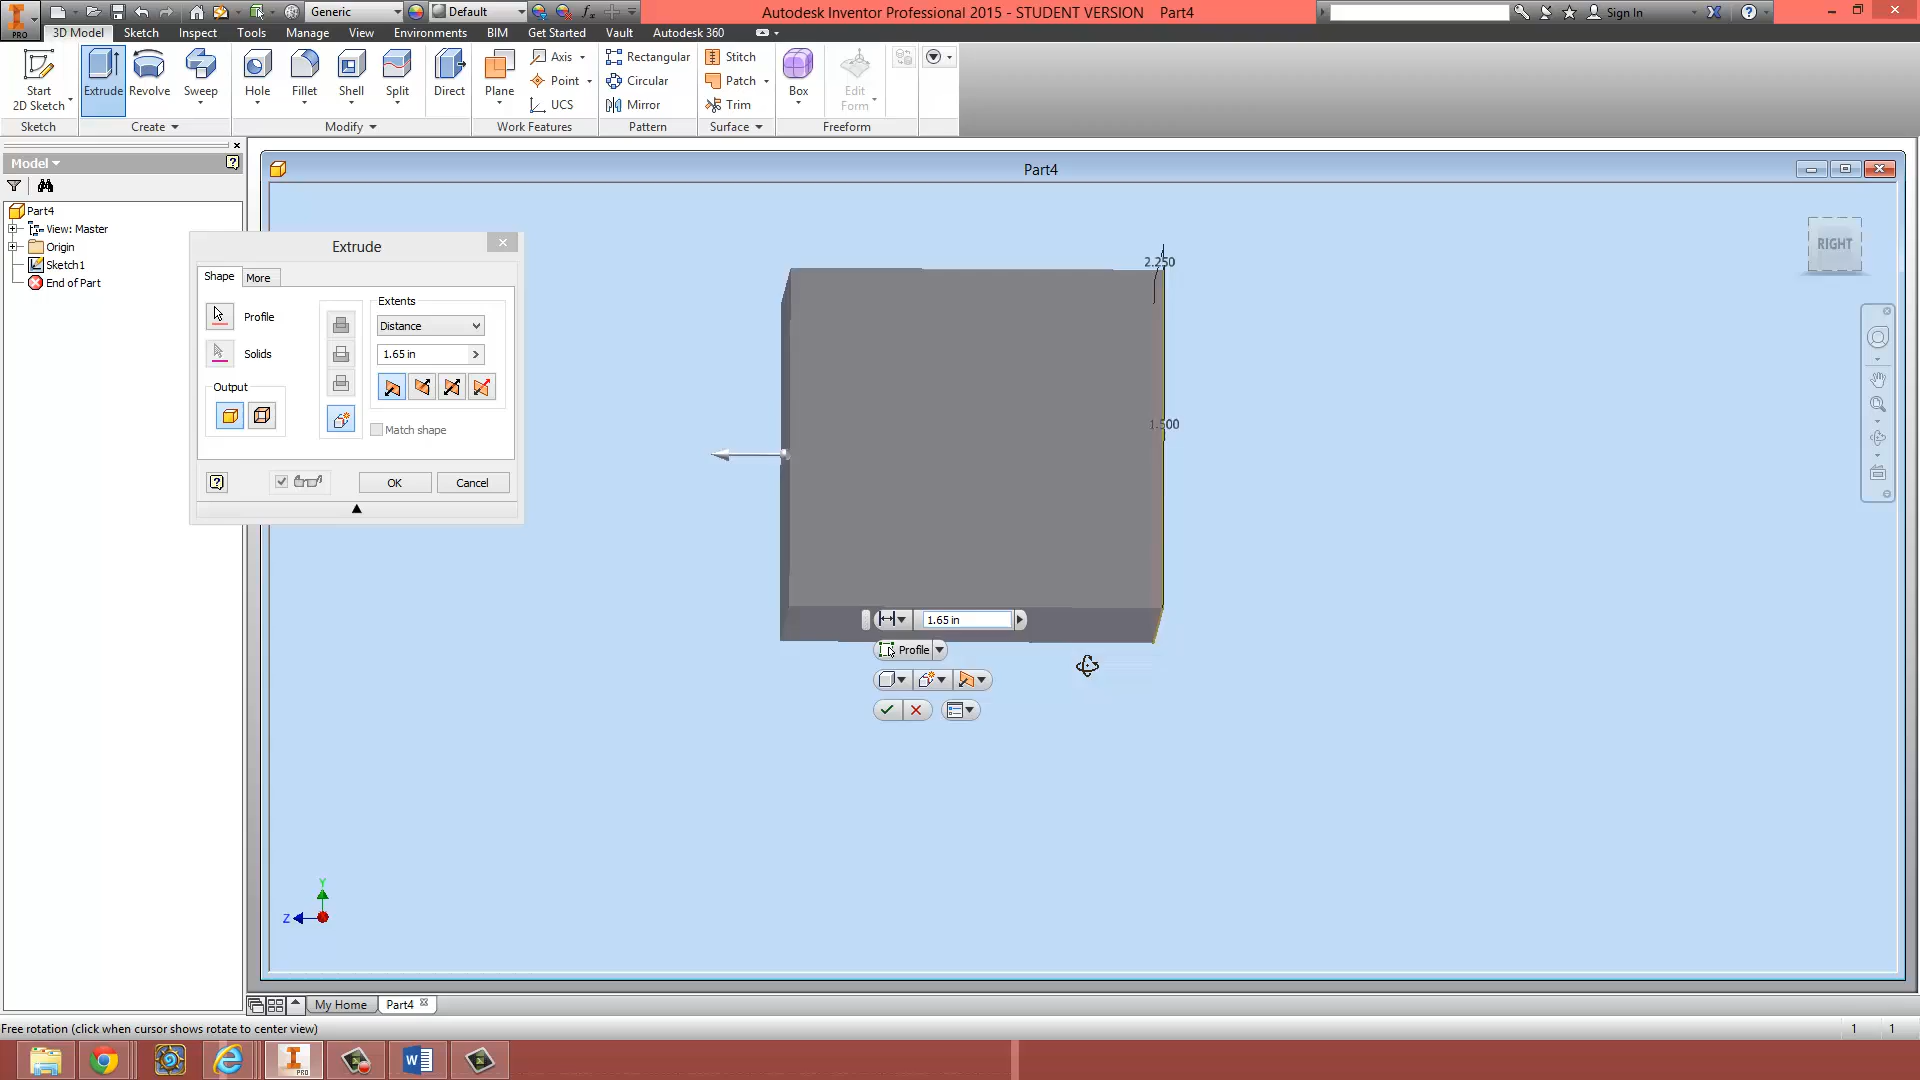 PRO
Generic
Default
Autodesk Inventor Professional 2015 - STUDENT VERSION Part4
Sign In
3D Model Sketch Inspect Tools Manage View Environments BIM Get Started Vault Autodesk 360
Start
2D Sketch
Extrude
Revolve
Sweep
Hole
Fillet
Shell
Split
Direct
Plane
Axis
Point
UCS
Rectangular
Circular
Mirror
Stitch
Patch
Trim
Box
Edit
Form
Sketch
Create
Modify
Work Features
Pattern
Surface
Freeform
Model
Part4
View: Master
Origin
Sketch1
End of Part
Part4
Extrude
Shape
More
Profile
Solids
Output
Extents
Distance
1.65 in
Match shape
OK
Cancel
2.250
1.500
RIGHT
1.65 in
Profile
Y
Z
My Home
Part4
Free rotation (click when cursor shows rotate to center view)
1 1
PRO